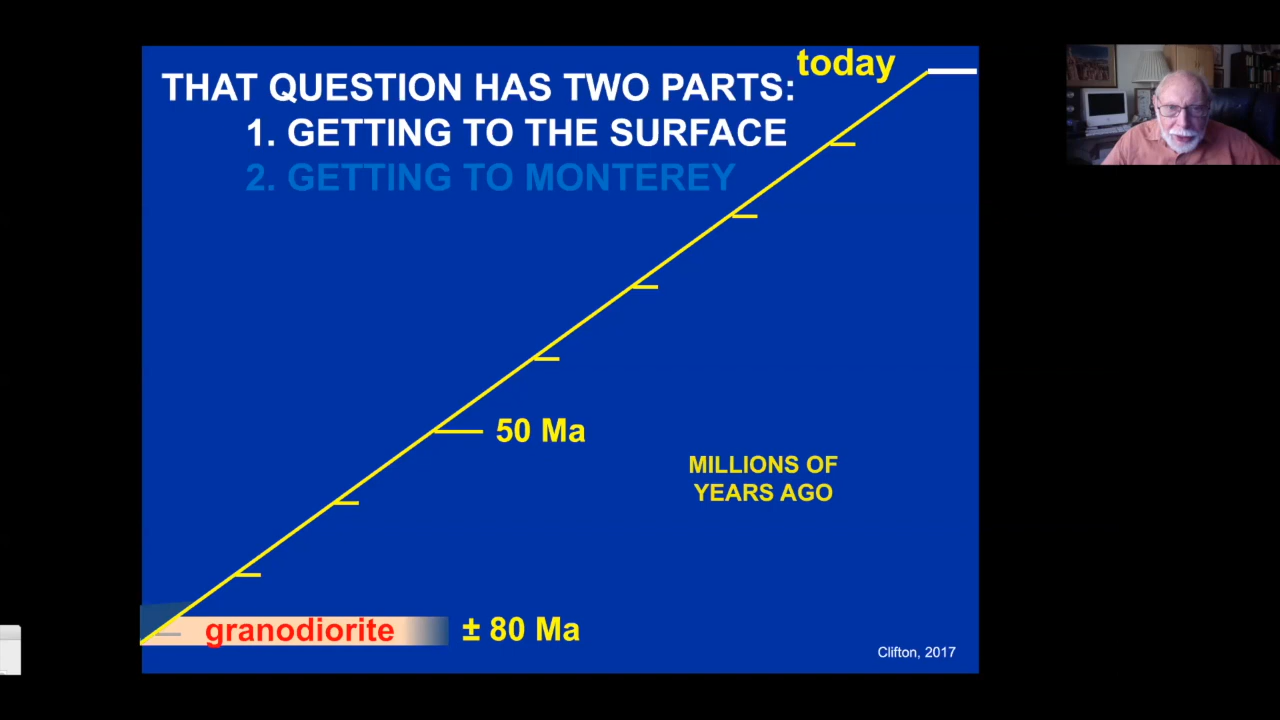 today
THAT QUESTION HAS TWO PARTS:
1. GETTING TO THE SURFACE
2. GETTING TO MONTEREY
50 Ma
MILLIONS OF
YEARS AGO
granodiorite
± 80 Ma
Clifton, 2017